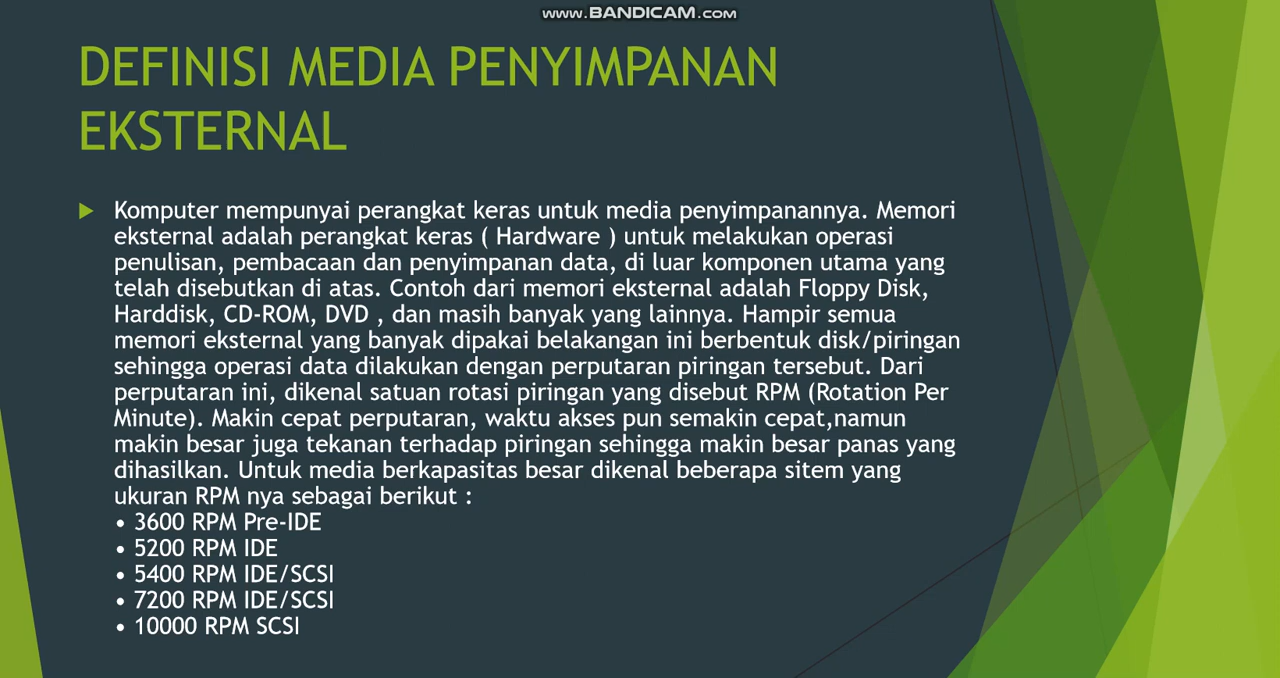 www.BANDICAM.com
DEFINISI MEDIA PENYIMPANAN
EKSTERNAL
Komputer mempunyai perangkat keras untuk media penyimpanannya. Memori
eksternal adalah perangkat keras ( Hardware ) untuk melakukan operasi
penulisan, pembacaan dan penyimpanan data, di luar komponen utama yang
telah disebutkan di atas. Contoh dari memori eksternal adalah Floppy Disk,
Harddisk, CD-ROM, DVD , dan masih banyak yang lainnya. Hampir semua
memori eksternal yang banyak dipakai belakangan ini berbentuk disk/piringan
sehingga operasi data dilakukan dengan perputaran piringan tersebut. Dari
perputaran ini, dikenal satuan rotasi piringan yang disebut RPM (Rotation Per
Minute). Makin cepat perputaran, waktu akses pun semakin cepat,namun
makin besar juga tekanan terhadap piringan sehingga makin besar panas yang
dihasilkan. Untuk media berkapasitas besar dikenal beberapa sitem yang
ukuran RPM nya sebagai berikut :
• 3600 RPM Pre-IDE
• 5200 RPM IDE
• 5400 RPM IDE/SCSI
• 7200 RPM IDE/SCSI
• 10000 RPM SCSI